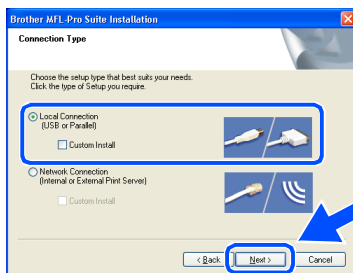 Brother MFL-Pro Suite Installation
Connection Type
Choose the setup type that best suits your needs.
Click the type of Setup you require.
Local Connection
(USB or Parallel)
Custom Install
Network Connection
(Internal or External Print Server)
Custom Install
< Back
Next >
Cancel